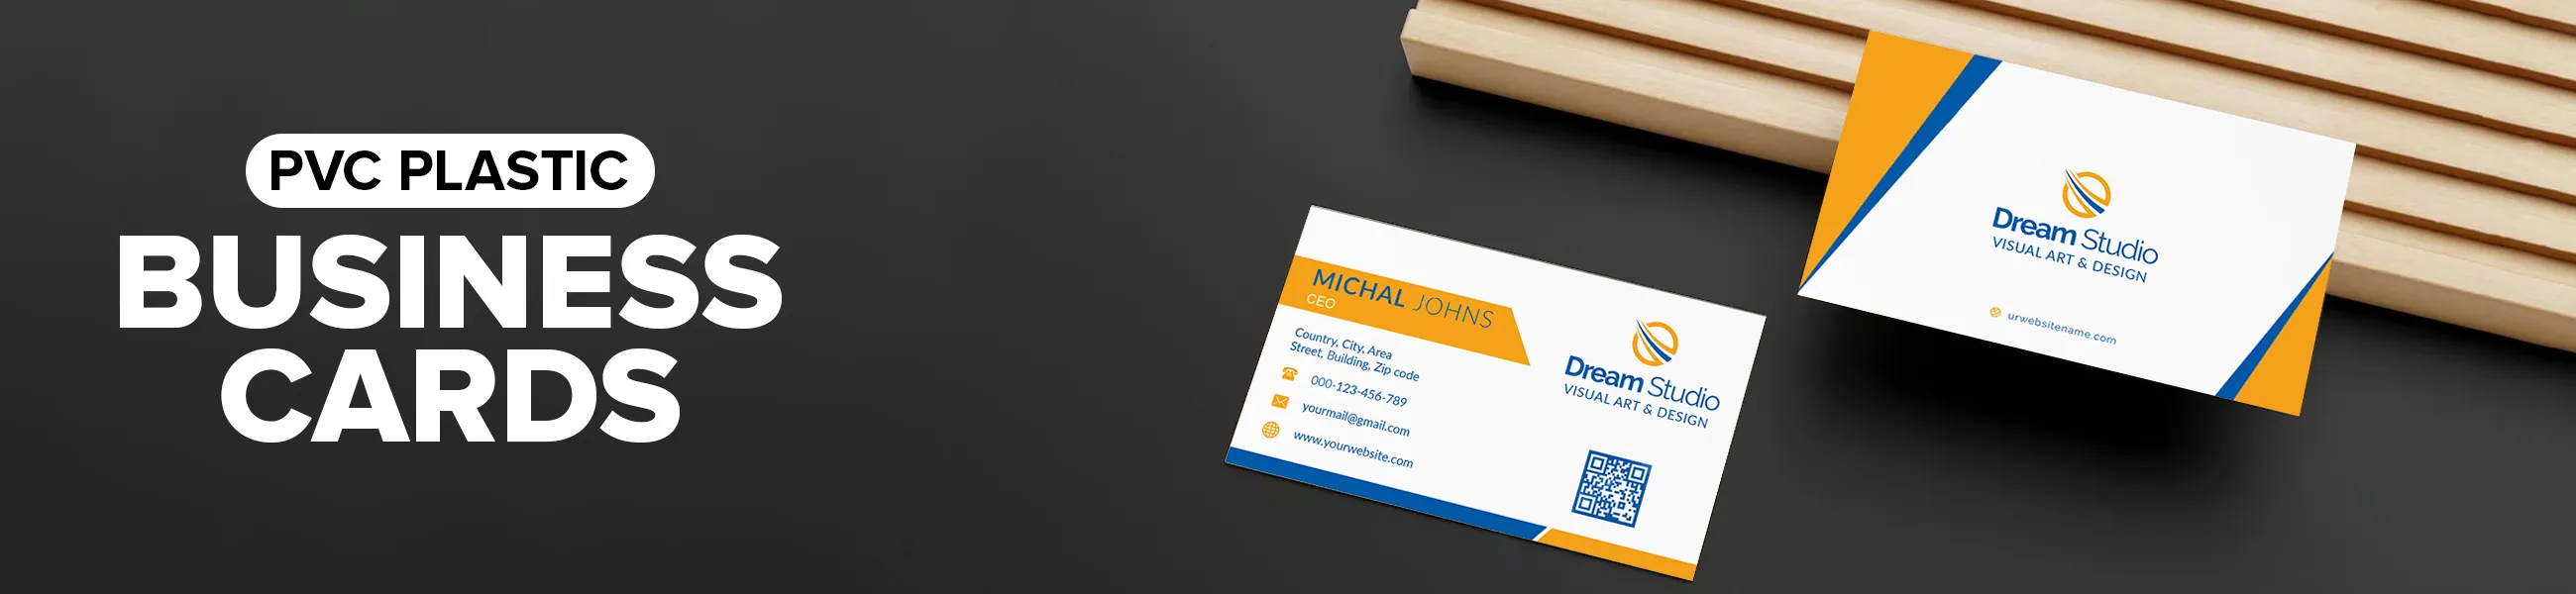 PVC PLASTIC
BUSINESS
CARDS
MICHAL JOHNS
CEO
Country, City, Area
Street, Building, Zip code
000-123-456-789
yourmail@gmail.com
www.yourwebsite.com
Dream Studio
VISUAL ART & DESIGN
Dream Studio
VISUAL ART & DESIGN
urwebsitename.com